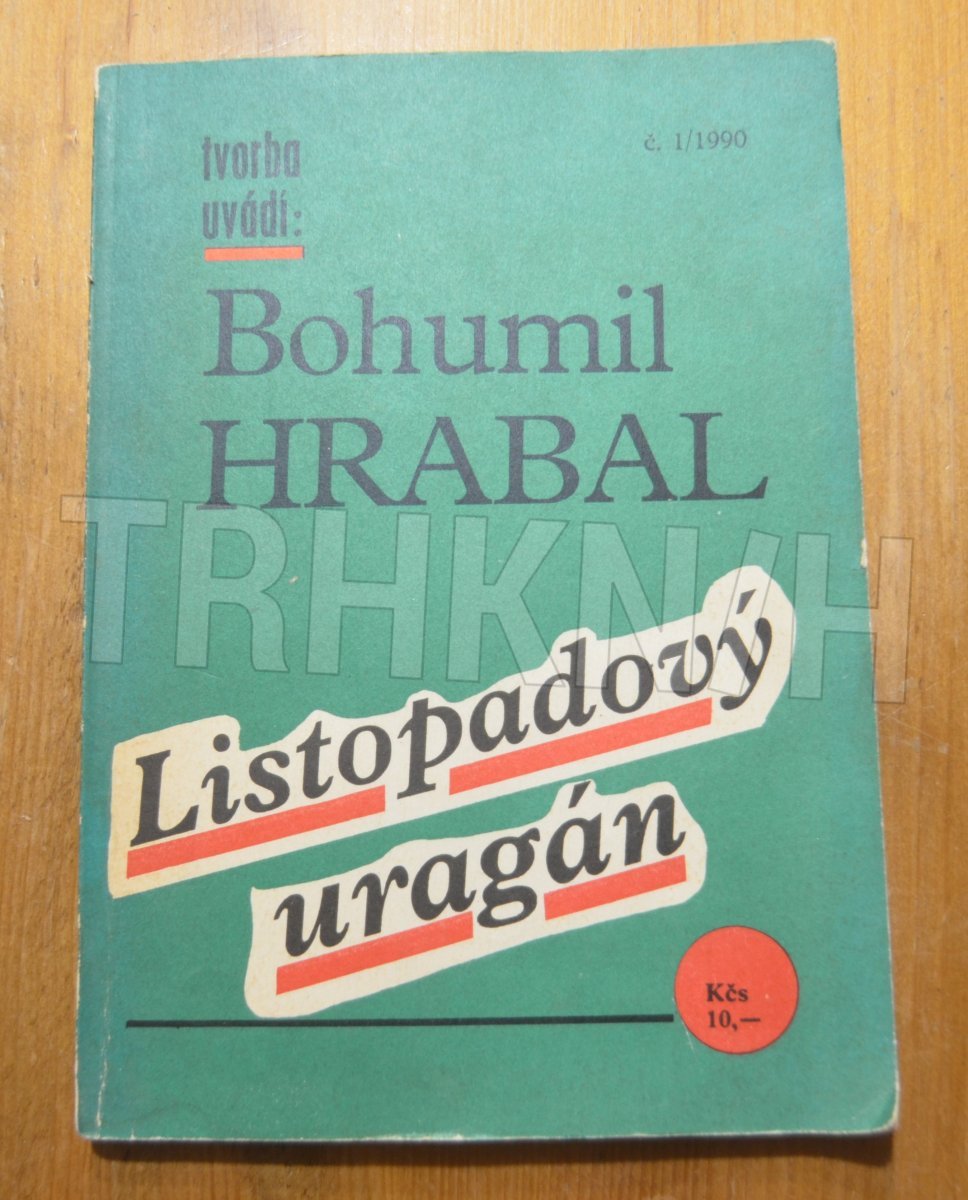 tvorba
uvádí:
č. 1/1990
Bohumil
HRABAL
TRHKNIH
Listopadový
uragán
Kčs
10,—